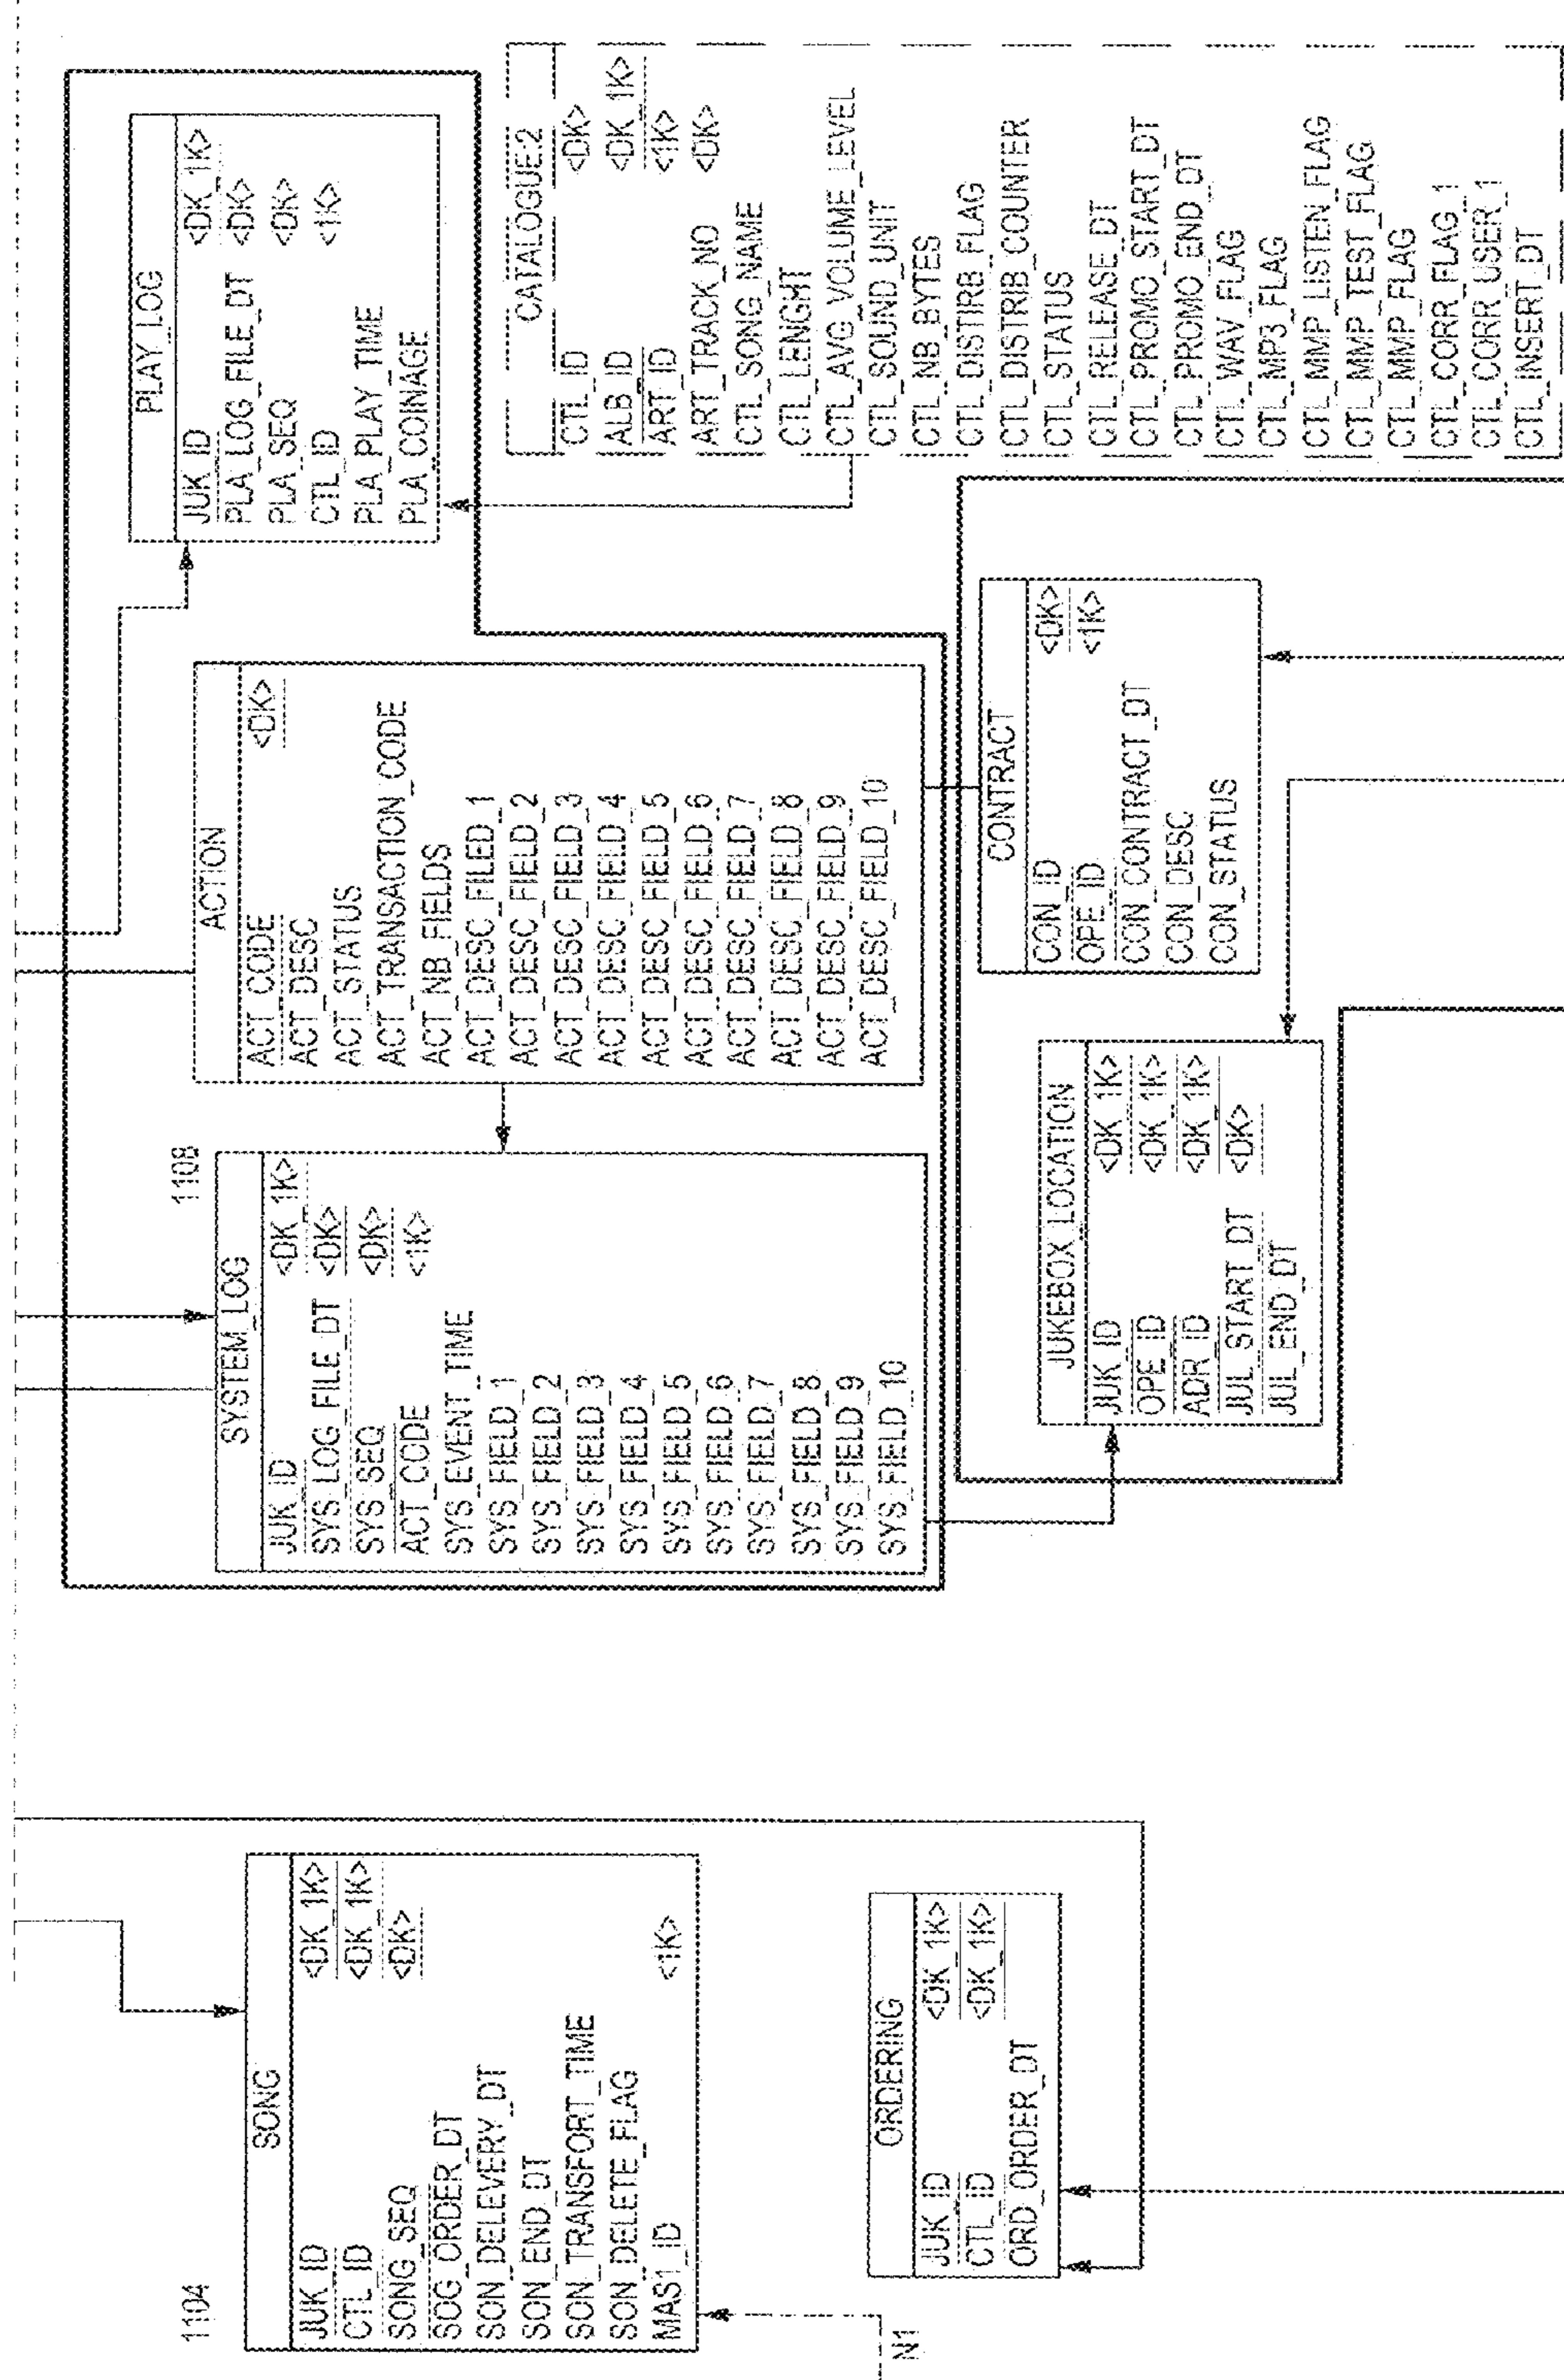 1104
SONG
JUK_ID <DK_1K>
CTL_ID <DK_1K>
SONG_SEQ <DK>
SOG_ORDER_DT
SON_DELEVERY_DT
SON_END_DT
SON_TRANSFORT_TIME
SON_DELETE_FLAG
MAS1_ID <1K>
N1
ORDERING
JUK_ID <DK_1K>
CTL_ID <DK_1K>
ORD_ORDER_DT
1108
SYSTEM_LOG
JUK_ID <DK_1K>
SYS_LOG_FILE_DT <DK>
SYS_SEQ <DK>
ACT_CODE <1K>
SYS_EVENT_TIME
SYS_FIELD_1
SYS_FIELD_2
SYS_FIELD_3
SYS_FIELD_4
SYS_FIELD_5
SYS_FIELD_6
SYS_FIELD_7
SYS_FIELD_8
SYS_FIELD_9
SYS_FIELD_10
ACTION
ACT_CODE <DK>
ACT_DESC
ACT_STATUS
ACT_TRANSACTION_CODE
ACT_NB_FIELDS
ACT_DESC_FILED_1
ACT_DESC_FIELD_2
ACT_DESC_FIELD_3
ACT_DESC_FIELD_4
ACT_DESC_FIELD_5
ACT_DESC_FIELD_6
ACT_DESC_FIELD_7
ACT_DESC_FIELD_8
ACT_DESC_FIELD_9
ACT_DESC_FIELD_10
JUKEBOX_LOCATION
JUK_ID <DK_1K>
OPE_ID <DK_1K>
ADR_ID <DK_1K>
JUL_START_DT <DK>
JUL_END_DT
CONTRACT
CON_ID <DK>
OPE_ID <1K>
CON_CONTRACT_DT
CON_DESC
CON_STATUS
PLAY_LOG
JUK_ID <DK_1K>
PLA_LOG_FILE_DT <DK>
PLA_SEQ <DK>
CTL_ID <1K>
PLA_PLAY_TIME
PLA_COINAGE
CATALOGUE:2
CTL_ID <DK>
ALB_ID <DK_1K>
ART_ID <1K>
ART_TRACK_NO <DK>
CTL_SONG_NAME
CTL_LENGHT
CTL_AVG_VOLUME_LEVEL
CTL_SOUND_UNIT
CTL_NB_BYTES
CTL_DISTIRB_FLAG
CTL_DISTRIB_COUNTER
CTL_STATUS
CTL_RELEASE_DT
CTL_PROMO_START_DT
CTL_PROMO_END_DT
CTL_WAV_FLAG
CTL_MP3_FLAG
CTL_MMP_LISTEN_FLAG
CTL_MMP_TEST_FLAG
CTL_MMP_FLAG
CTL_CORR_FLAG_1
CTL_CORR_USER_1
CTL_INSERT_DT